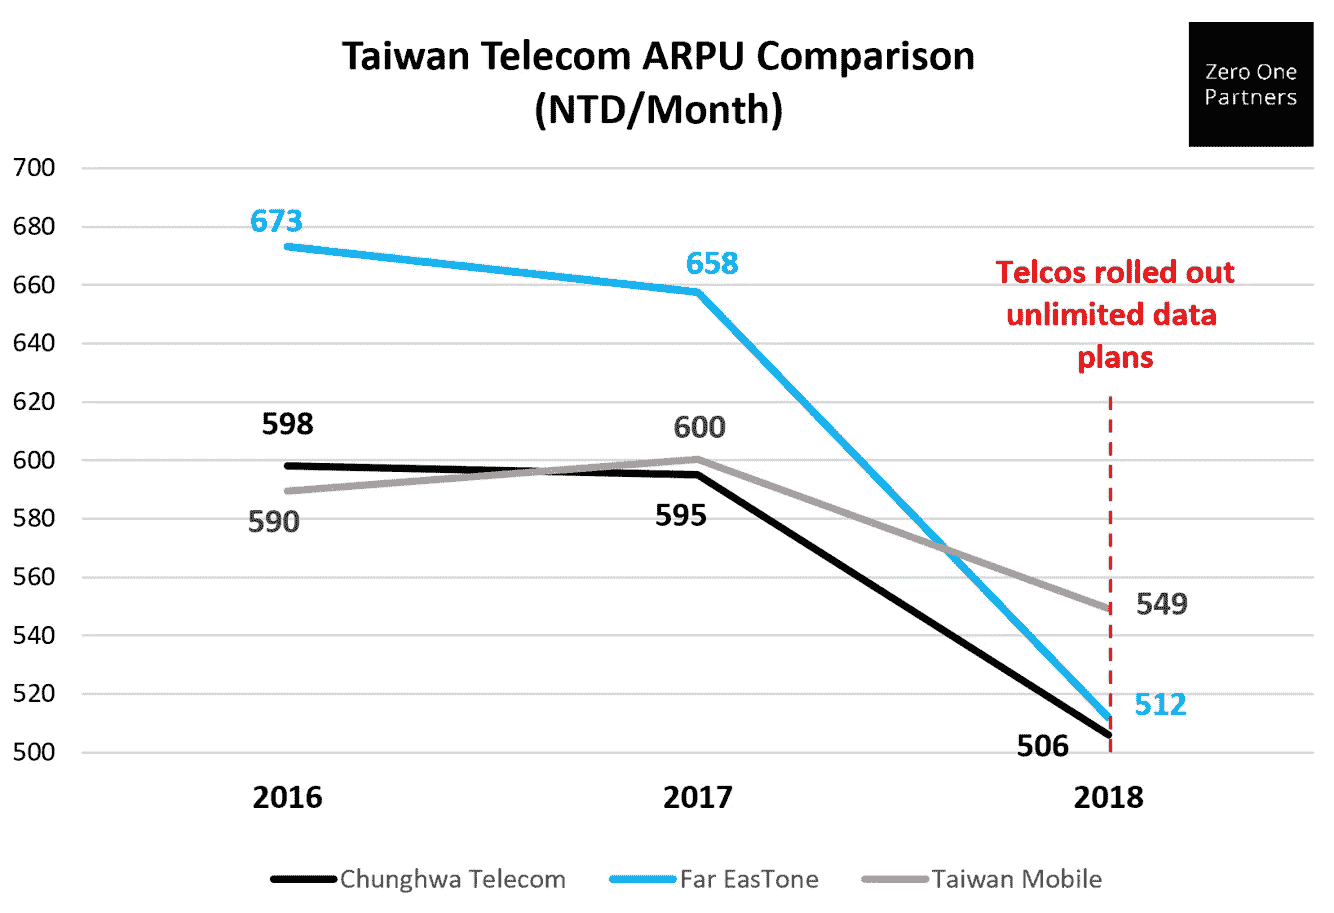 Taiwan Telecom ARPU Comparison
(NTD/Month)
Zero One
Partners
700
680
660
640
620
600
580
560
540
520
500
673
658
598
600
590
595
Telcos rolled out
unlimited data
plans
549
512
506
2016
2017
2018
Chunghwa Telecom
Far EasTone
Taiwan Mobile